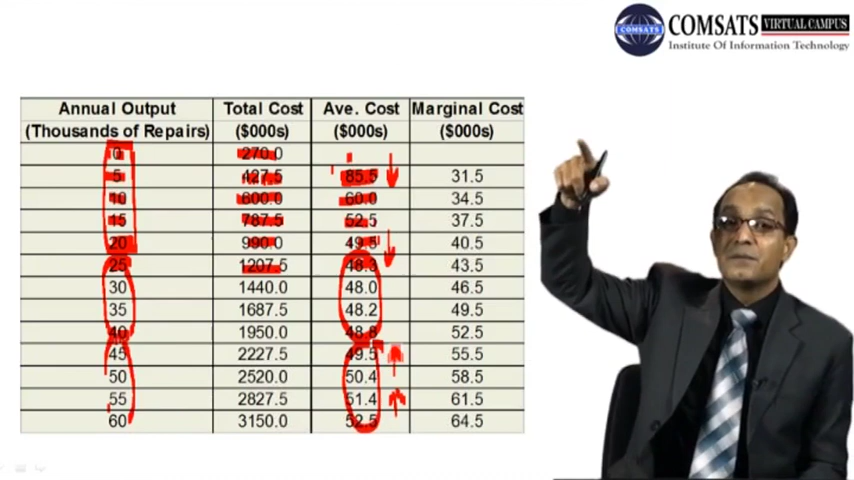 COMSATS VIRTUAL CAMPUS
Institute Of Information Technology
Annual Output Total Cost Ave. Cost Marginal Cost
(Thousands of Repairs) ($000s) ($000s) ($000s)
0 270.0
5 427.5 85.5 31.5
10 600.0 60.0 34.5
15 787.5 52.5 37.5
20 990.0 49.5 40.5
25 1207.5 48.3 43.5
30 1440.0 48.0 46.5
35 1687.5 48.2 49.5
40 1950.0 48.8 52.5
45 2227.5 49.5 55.5
50 2520.0 50.4 58.5
55 2827.5 51.4 61.5
60 3150.0 52.5 64.5